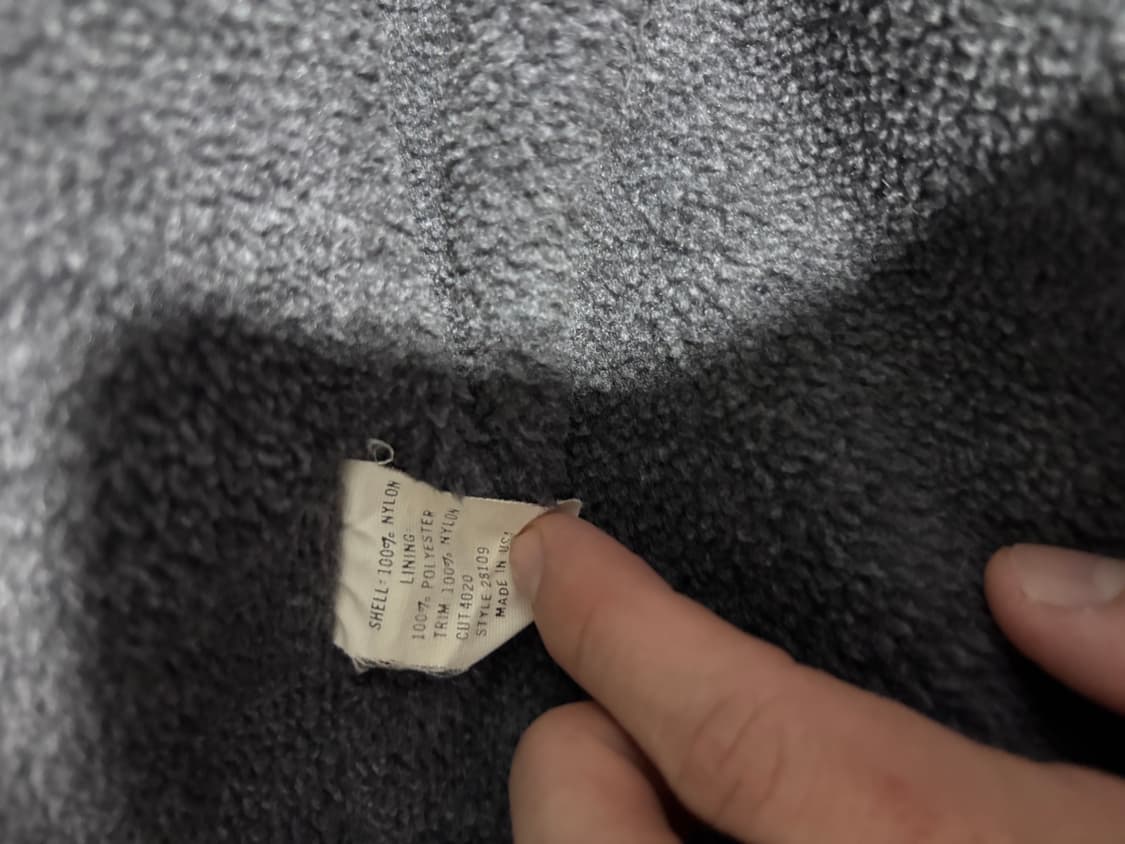 SHELL: 100% NYLON
LINING:
100% POLYESTER
TRIM 100% NYLON
CUT4020
STYLE 28109
MADE IN USA